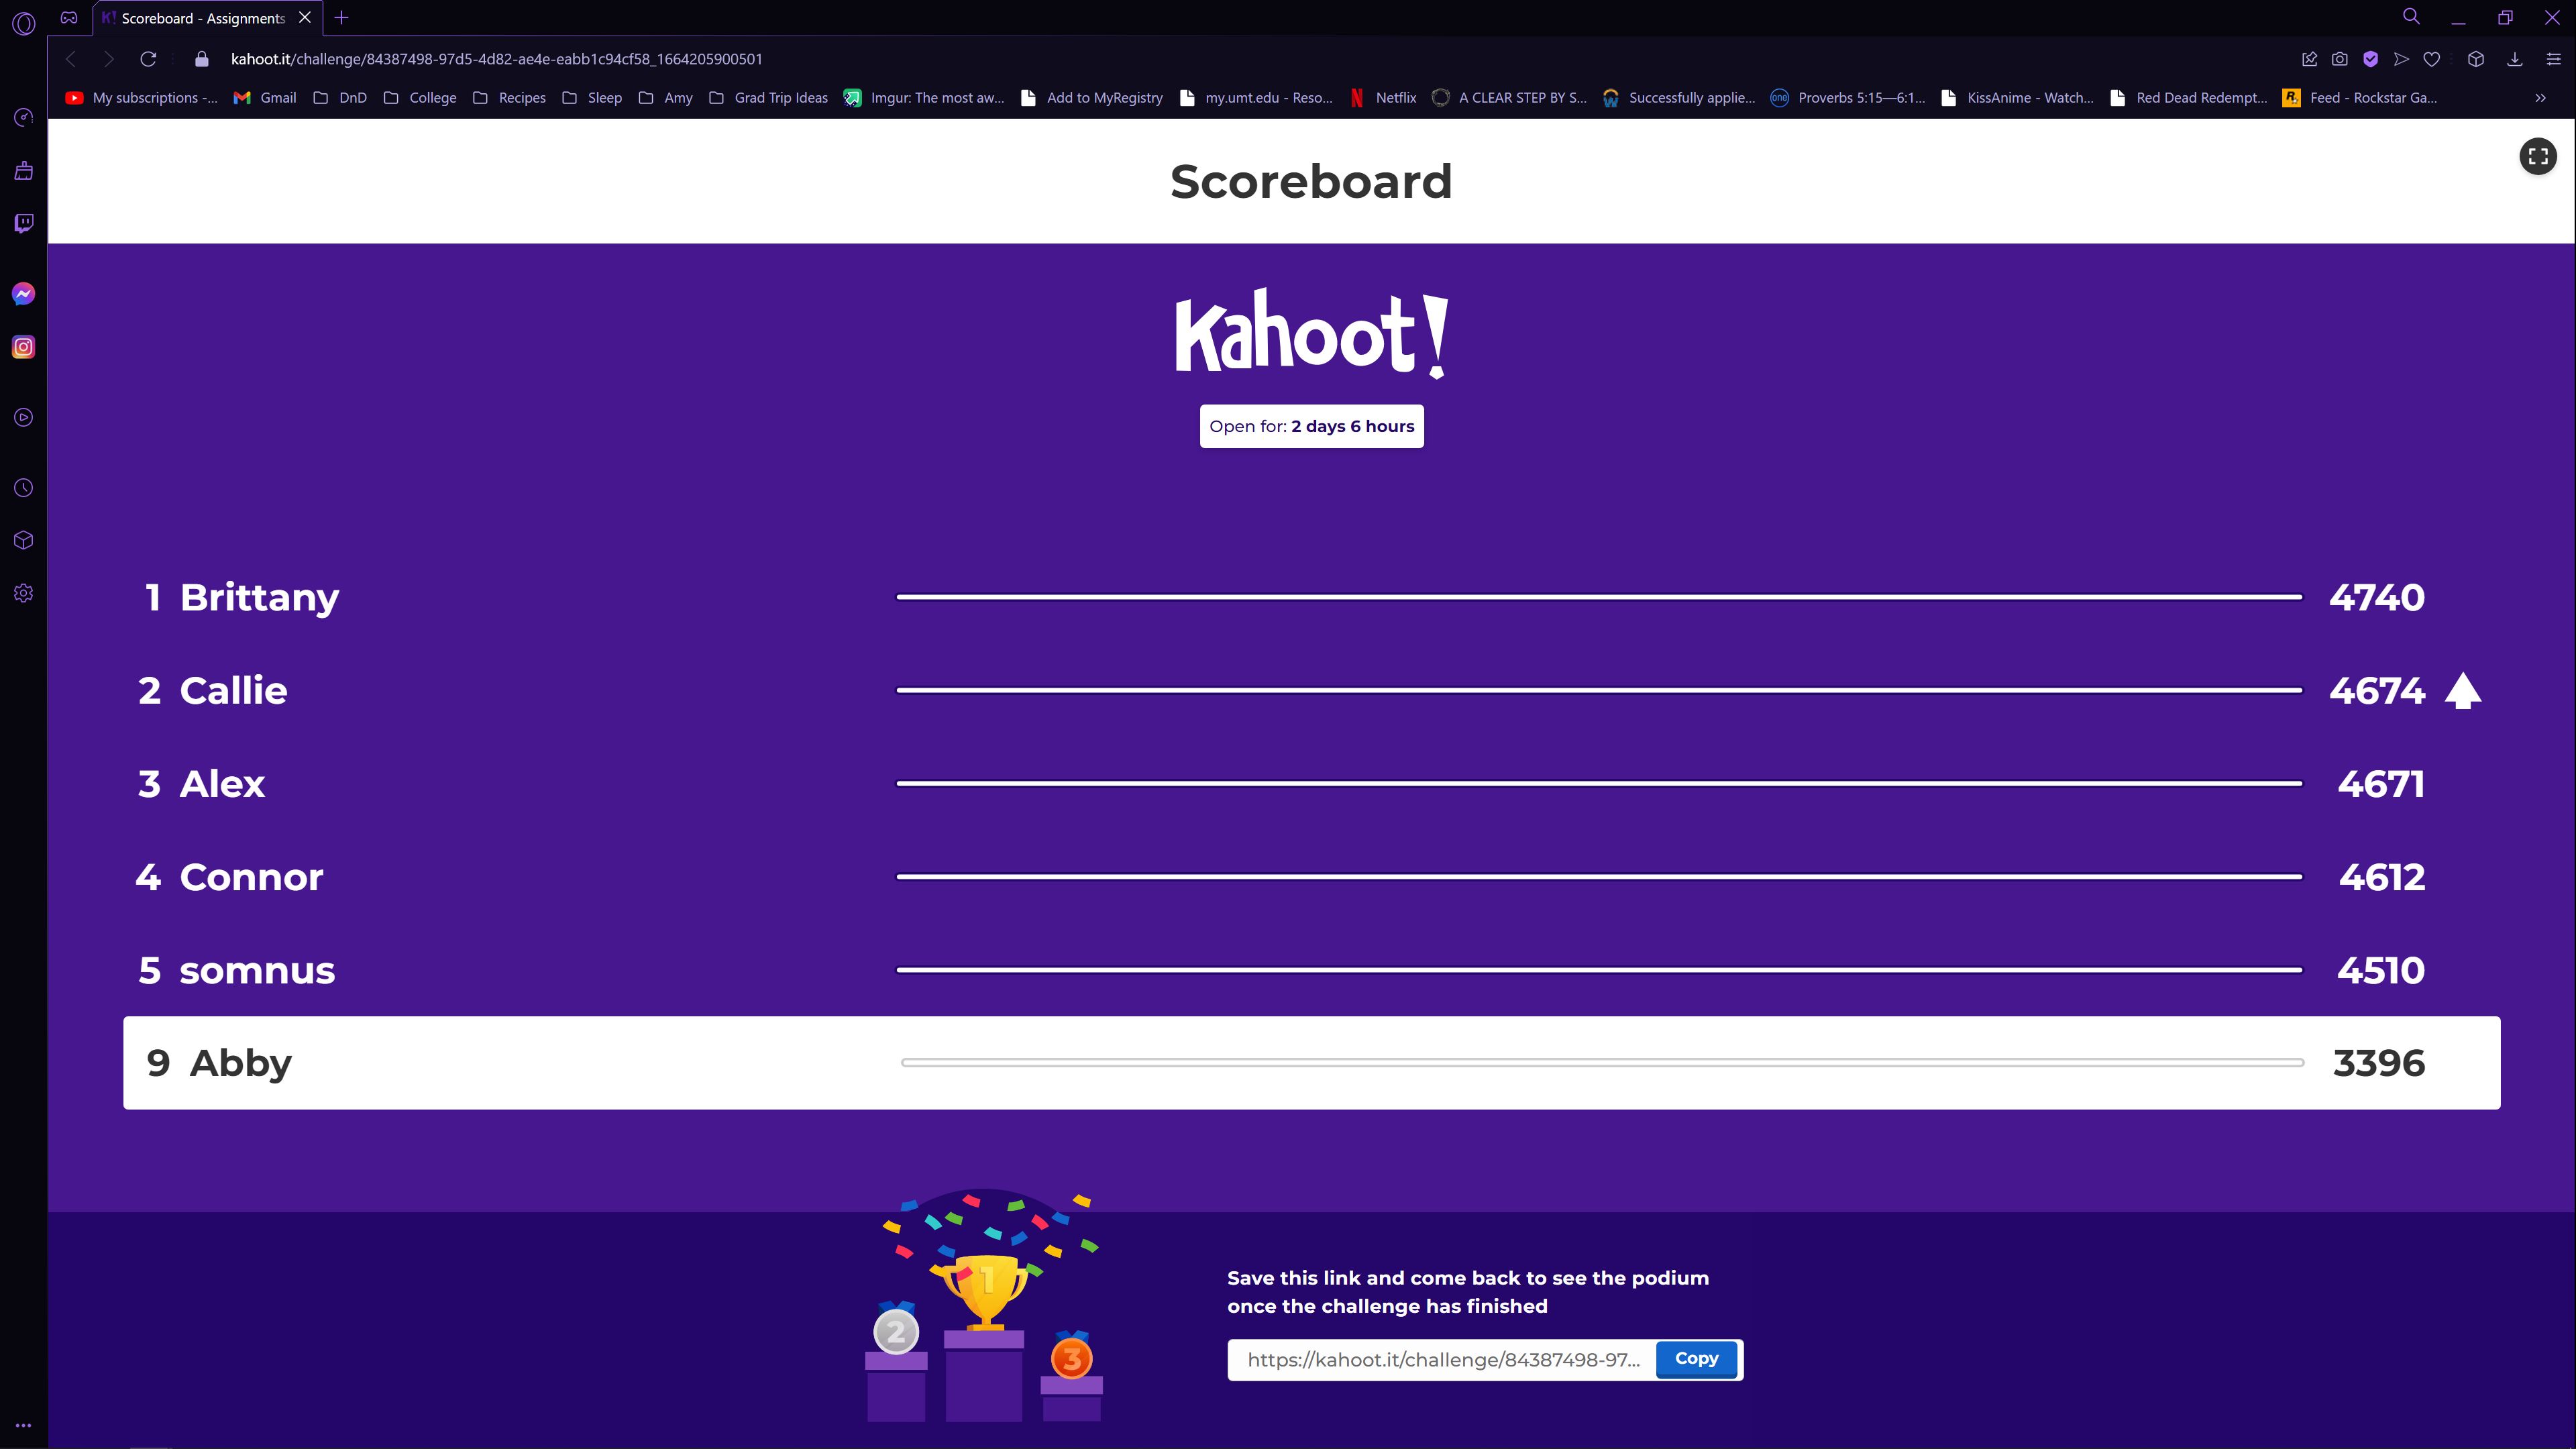 Scoreboard - Assignments
kahoot.it/challenge/84387498-97d5-4d82-ae4e-eabb1c94cf58_1664205900501
My subscriptions -... Gmail DnD College Recipes Sleep Amy Grad Trip Ideas Imgur: The most aw... Add to MyRegistry my.umt.edu - Reso... Netflix A CLEAR STEP BY S... Successfully applie... Proverbs 5:15—6:1... KissAnime - Watch... Red Dead Redempt... Feed - Rockstar Ga...
Scoreboard
Kahoot!
Open for: 2 days 6 hours
1 Brittany 4740
2 Callie 4674
3 Alex 4671
4 Connor 4612
5 somnus 4510
9 Abby 3396
1
2
3
Save this link and come back to see the podium
once the challenge has finished
https://kahoot.it/challenge/84387498-97... Copy